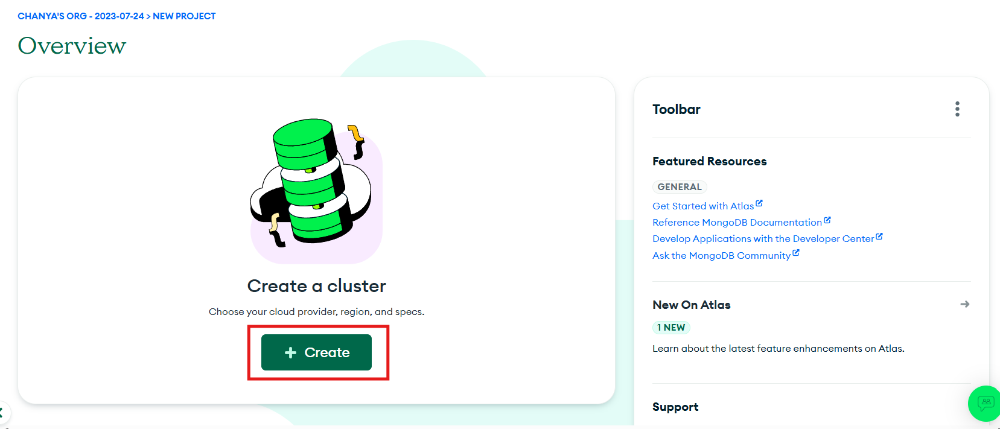 CHANYA'S ORG - 2023-07-24 > NEW PROJECT
Overview
Create a cluster
Choose your cloud provider, region, and specs.
+ Create
Toolbar
Featured Resources
GENERAL
Get Started with Atlas
Reference MongoDB Documentation
Develop Applications with the Developer Center
Ask the MongoDB Community
New On Atlas
1 NEW
Learn about the latest feature enhancements on Atlas.
Support